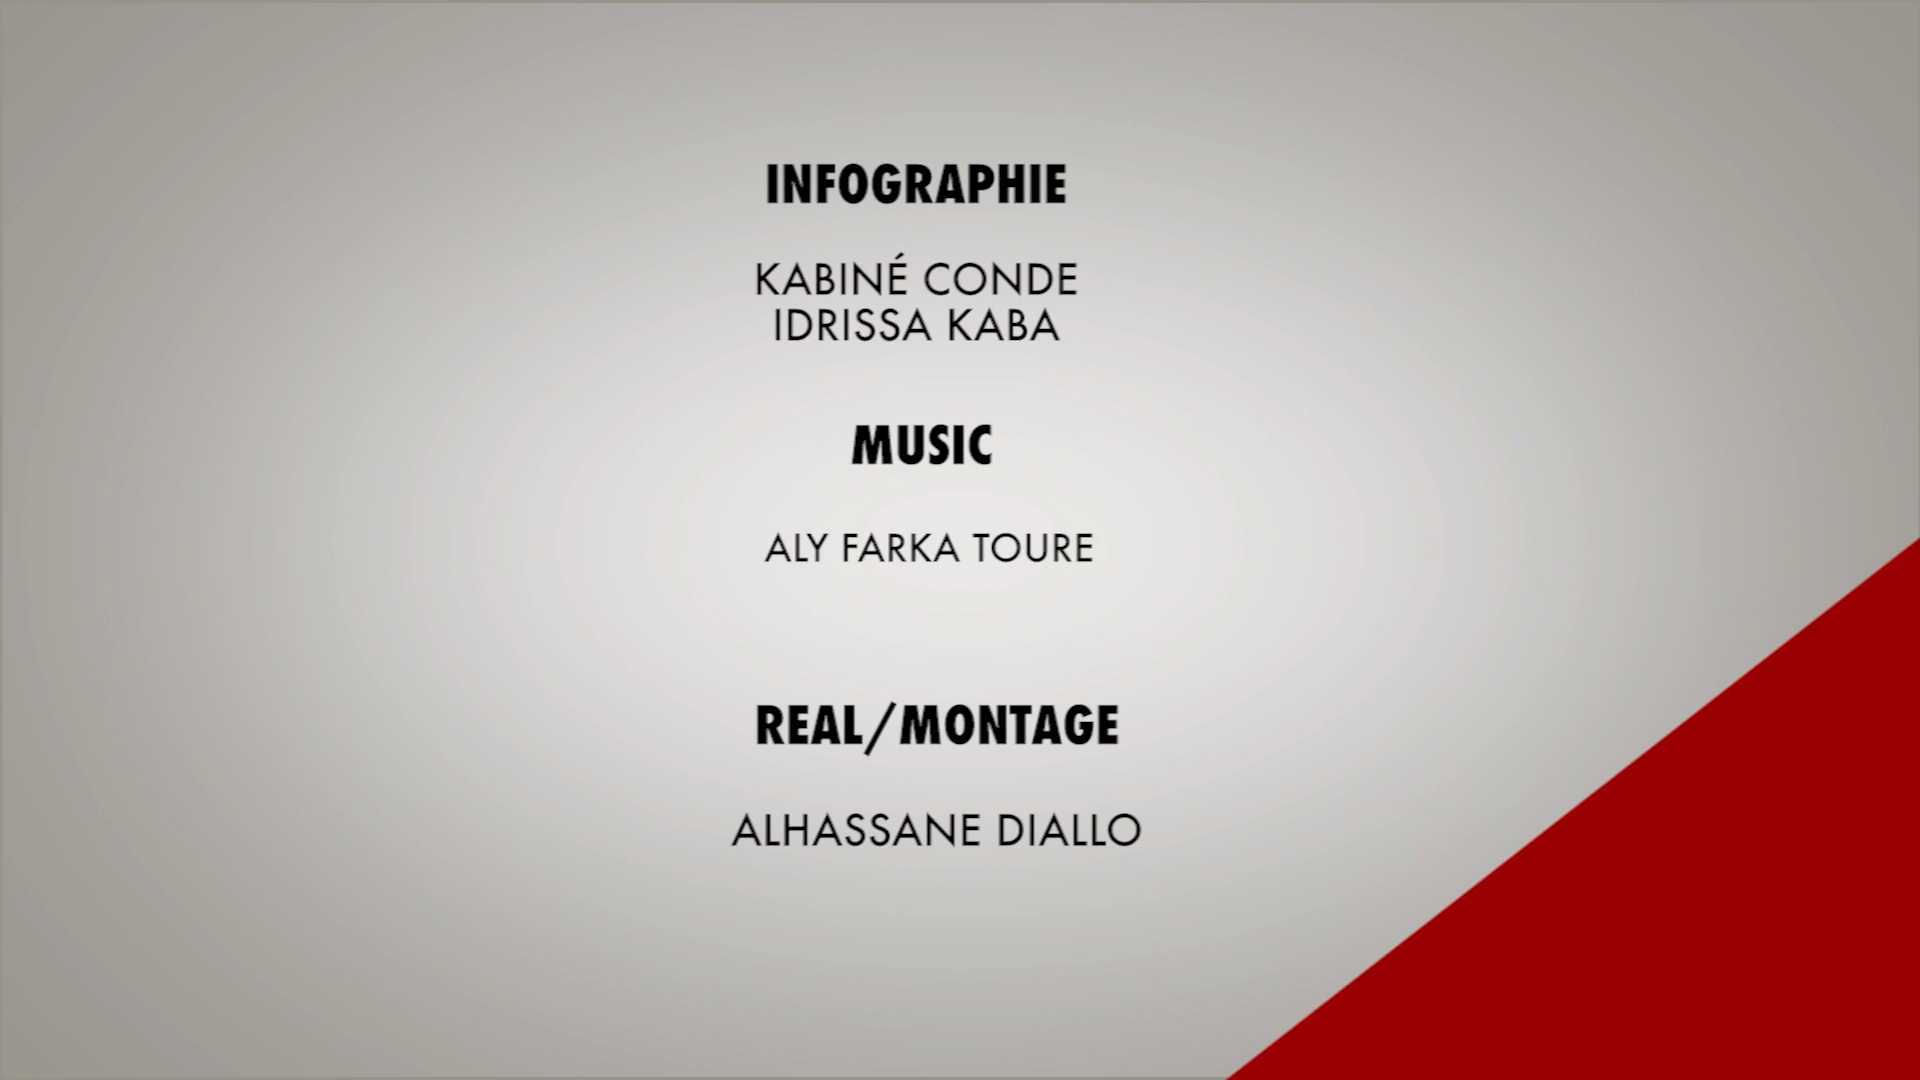 INFOGRAPHIE
KABINÉ CONDE
IDRISSA KABA
MUSIC
ALY FARKA TOURE
REAL/MONTAGE
ALHASSANE DIALLO